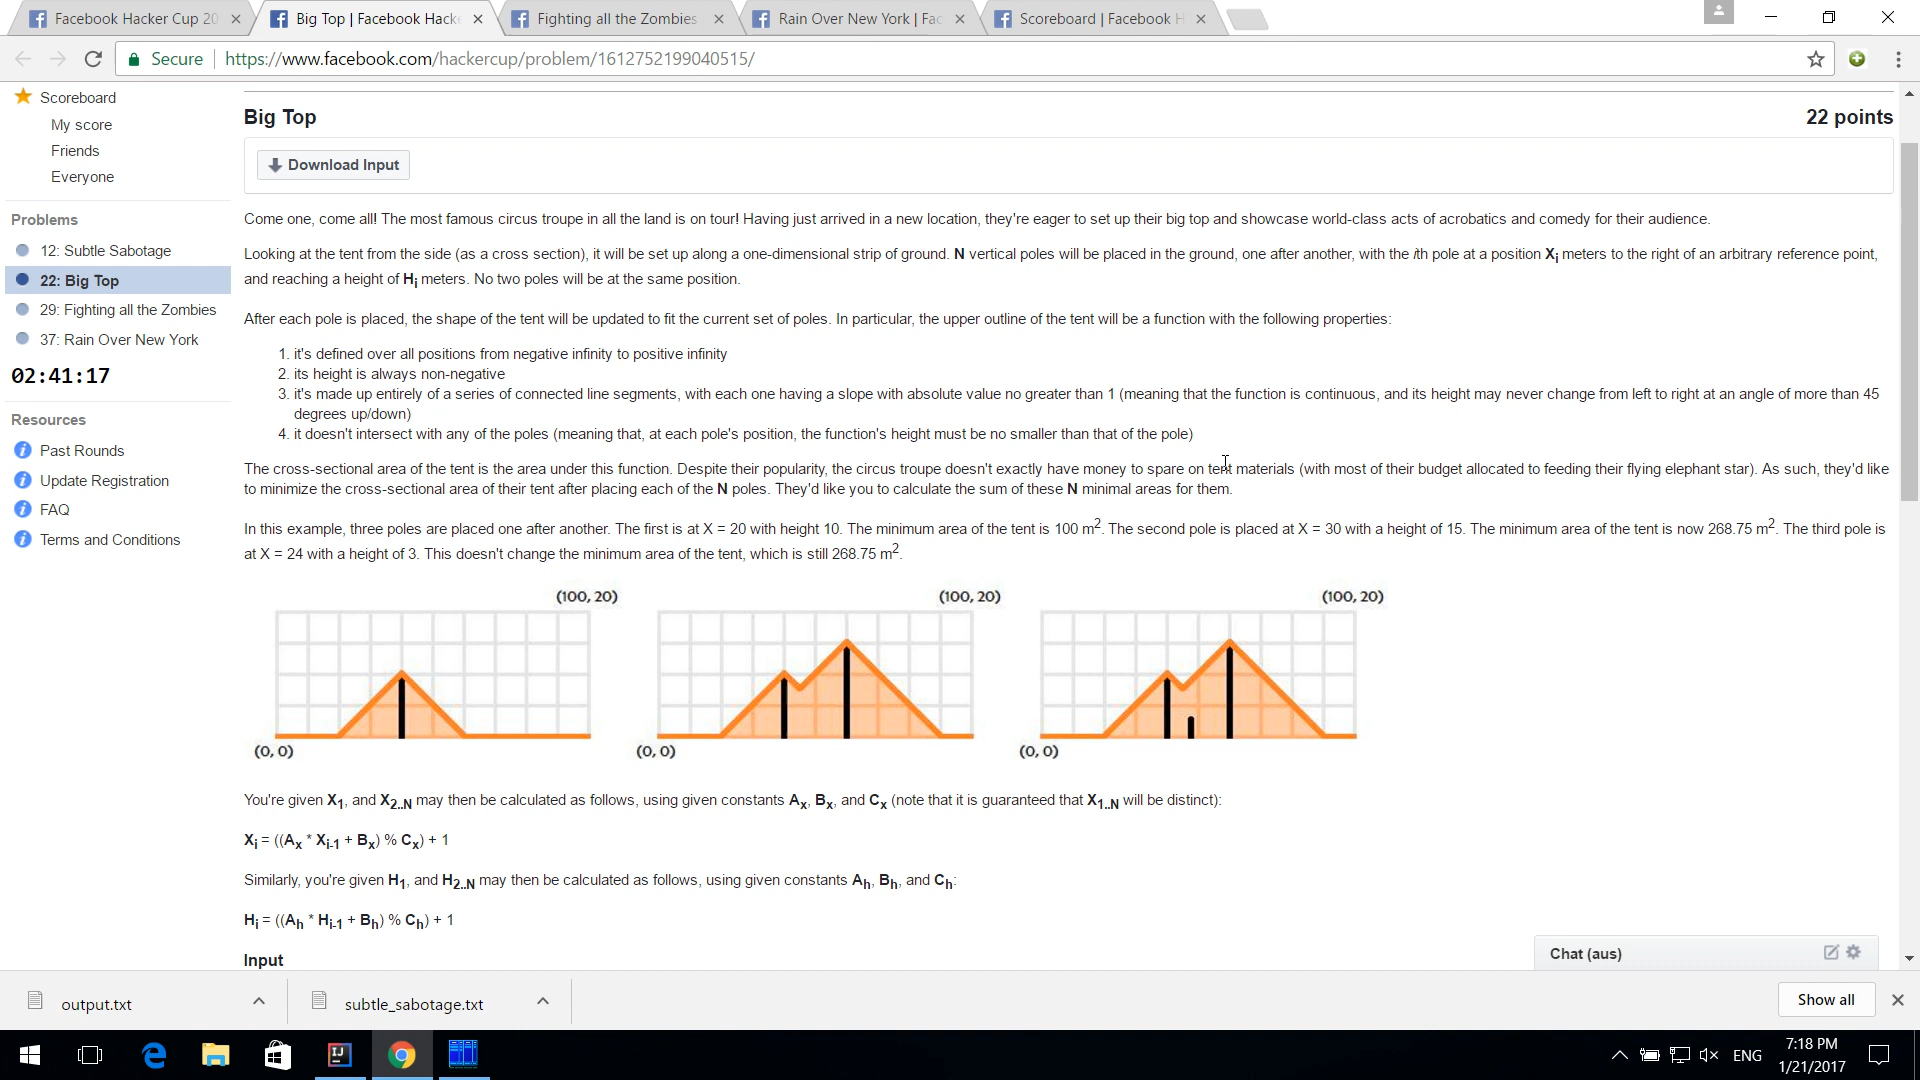 Facebook Hacker Cup 20
Big Top | Facebook Hack
Fighting all the Zombies
Rain Over New York | Fac
Scoreboard | Facebook H
Secure
https://www.facebook.com/hackercup/problem/1612752199040515/
Scoreboard
My score
Friends
Everyone
Problems
12: Subtle Sabotage
22: Big Top
29: Fighting all the Zombies
37: Rain Over New York
02:41:17
Resources
Past Rounds
Update Registration
FAQ
Terms and Conditions
Big Top
22 points
Download Input
Come one, come all! The most famous circus troupe in all the land is on tour! Having just arrived in a new location, they're eager to set up their big top and showcase world-class acts of acrobatics and comedy for their audience.
Looking at the tent from the side (as a cross section), it will be set up along a one-dimensional strip of ground. N vertical poles will be placed in the ground, one after another, with the ith pole at a position Xi meters to the right of an arbitrary reference point,
and reaching a height of Hi meters. No two poles will be at the same position.
After each pole is placed, the shape of the tent will be updated to fit the current set of poles. In particular, the upper outline of the tent will be a function with the following properties:
1. it's defined over all positions from negative infinity to positive infinity
2. its height is always non-negative
3. it's made up entirely of a series of connected line segments, with each one having a slope with absolute value no greater than 1 (meaning that the function is continuous, and its height may never change from left to right at an angle of more than 45
degrees up/down)
4. it doesn't intersect with any of the poles (meaning that, at each pole's position, the function's height must be no smaller than that of the pole)
The cross-sectional area of the tent is the area under this function. Despite their popularity, the circus troupe doesn't exactly have money to spare on tent materials (with most of their budget allocated to feeding their flying elephant star). As such, they'd like
to minimize the cross-sectional area of their tent after placing each of the N poles. They'd like you to calculate the sum of these N minimal areas for them.
In this example, three poles are placed one after another. The first is at X = 20 with height 10. The minimum area of the tent is 100 m2. The second pole is placed at X = 30 with a height of 15. The minimum area of the tent is now 268.75 m2. The third pole is
at X = 24 with a height of 3. This doesn't change the minimum area of the tent, which is still 268.75 m2.
(100, 20)
(0, 0)
(100, 20)
(0, 0)
(100, 20)
(0, 0)
You're given X1, and X2..N may then be calculated as follows, using given constants Ax, Bx, and Cx (note that it is guaranteed that X1..N will be distinct):
Xi = ((Ax * Xi-1 + Bx) % Cx) + 1
Similarly, you're given H1, and H2..N may then be calculated as follows, using given constants Ah, Bh, and Ch:
Hi = ((Ah * Hi-1 + Bh) % Ch) + 1
Input
Chat (aus)
output.txt
subtle_sabotage.txt
Show all
IJ
ENG
7:18 PM
1/21/2017